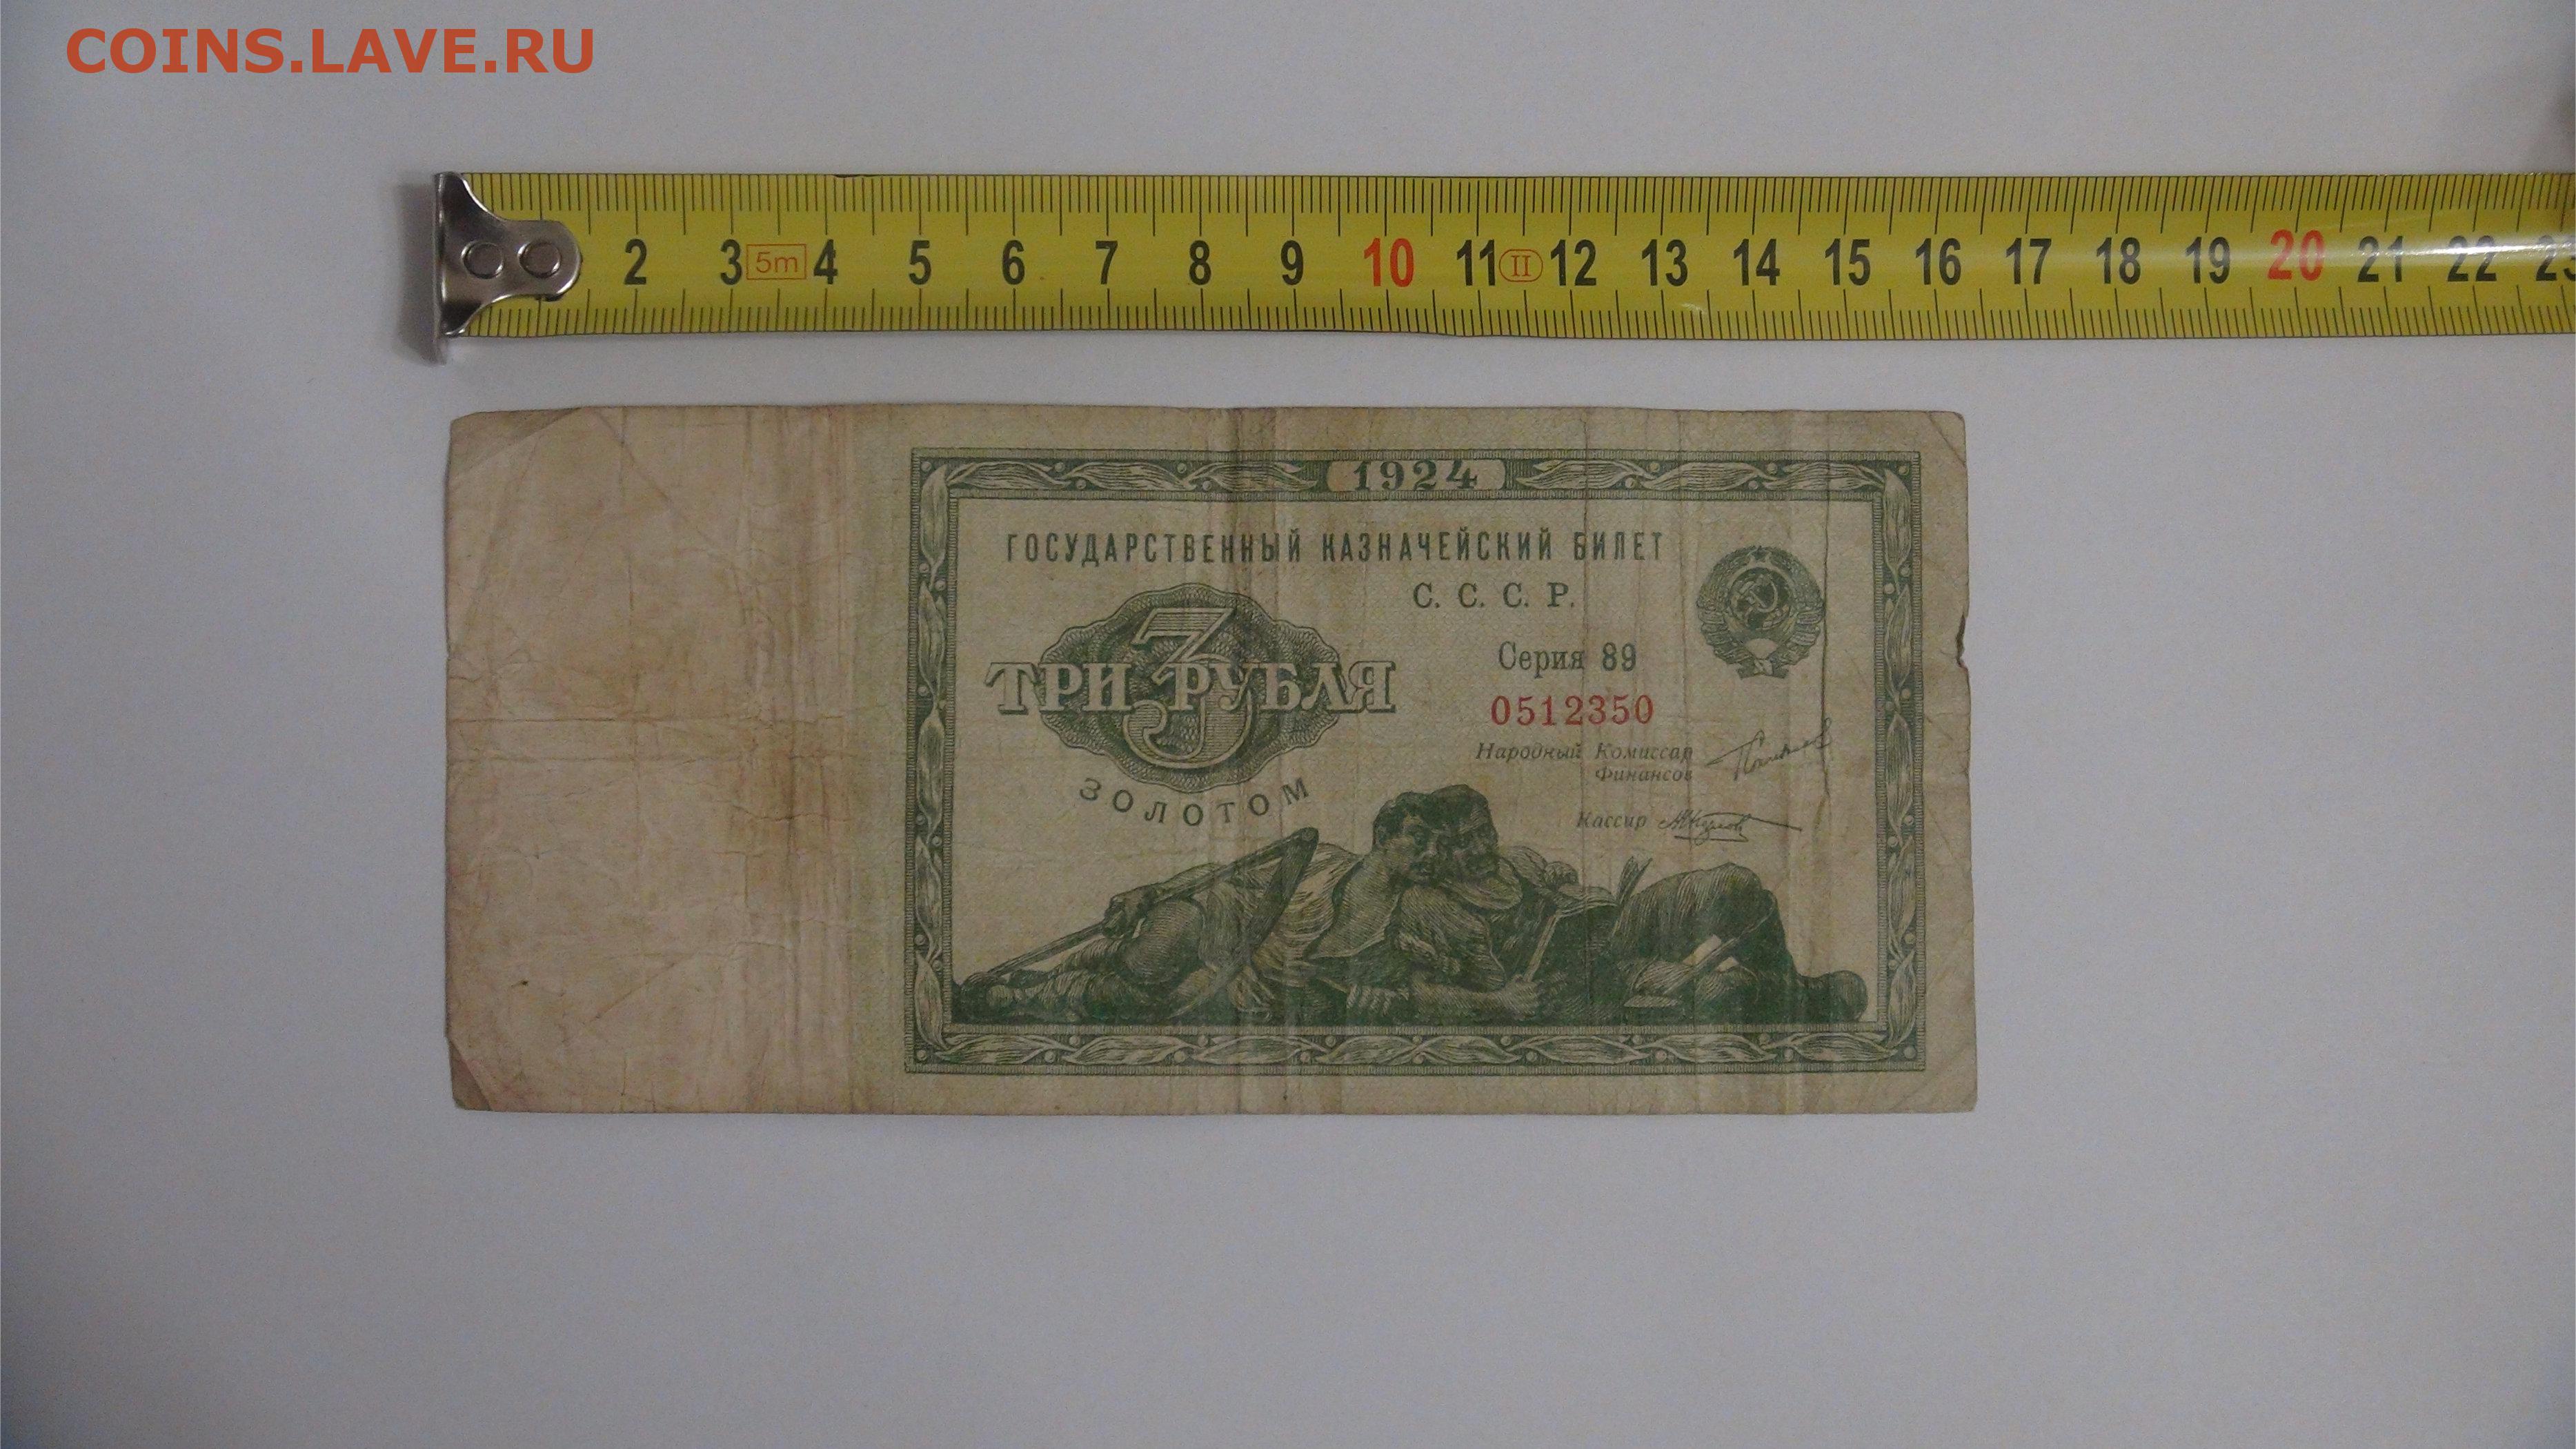 COINS.LAVE.RU
2 3 5m 4 5 6 7 8 9 10 11 II 12 13 14 15 16 17 18 19 20 21 22 23
1924
ГОСУДАРСТВЕННЫЙ КАЗНАЧЕЙСКИЙ БИЛЕТ
С. С. С. Р.
3
ТРИ РУБЛЯ
ЗОЛОТОМ
Серия 89
0512350
Народный Комиссар
Финансов
Кассир